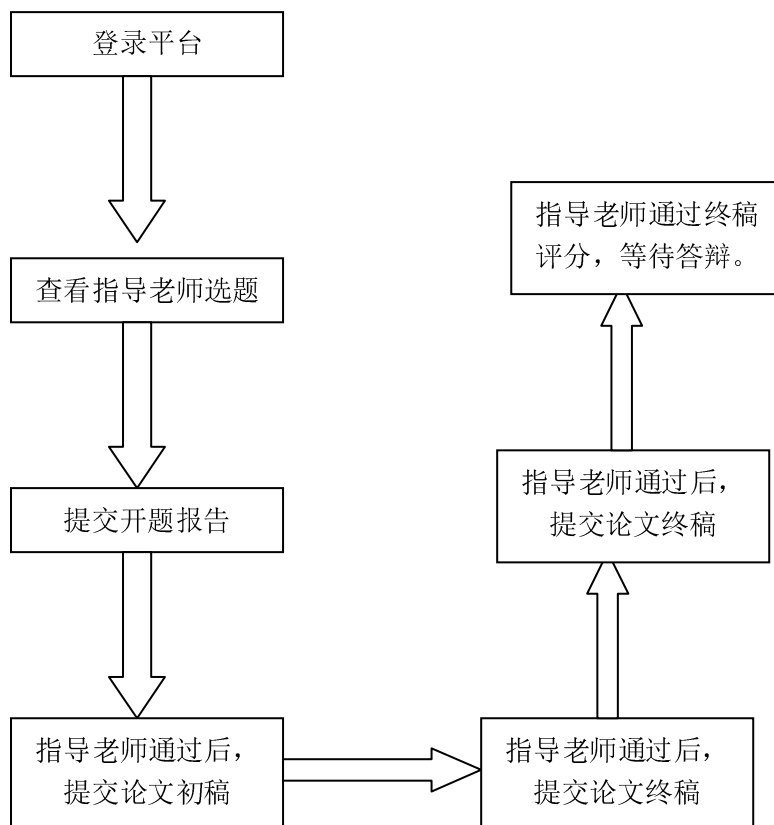 登录平台
查看指导老师选题
提交开题报告
指导老师通过后，
提交论文初稿
指导老师通过后，
提交论文终稿
指导老师通过后，
提交论文终稿
指导老师通过终稿
评分，等待答辩。